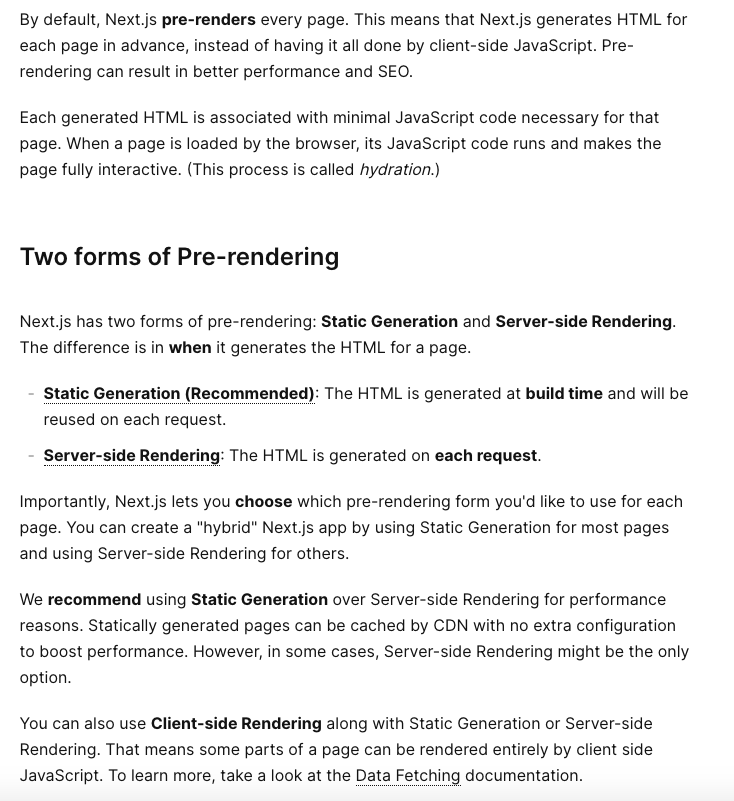 By default, Next.js pre-renders every page. This means that Next.js generates HTML for
each page in advance, instead of having it all done by client-side JavaScript. Pre-
rendering can result in better performance and SEO.
Each generated HTML is associated with minimal JavaScript code necessary for that
page. When a page is loaded by the browser, its JavaScript code runs and makes the
page fully interactive. (This process is called hydration.)
Two forms of Pre-rendering
Next.js has two forms of pre-rendering: Static Generation and Server-side Rendering.
The difference is in when it generates the HTML for a page.
- Static Generation (Recommended): The HTML is generated at build time and will be
reused on each request.
- Server-side Rendering: The HTML is generated on each request.
Importantly, Next.js lets you choose which pre-rendering form you'd like to use for each
page. You can create a "hybrid" Next.js app by using Static Generation for most pages
and using Server-side Rendering for others.
We recommend using Static Generation over Server-side Rendering for performance
reasons. Statically generated pages can be cached by CDN with no extra configuration
to boost performance. However, in some cases, Server-side Rendering might be the only
option.
You can also use Client-side Rendering along with Static Generation or Server-side
Rendering. That means some parts of a page can be rendered entirely by client side
JavaScript. To learn more, take a look at the Data Fetching documentation.